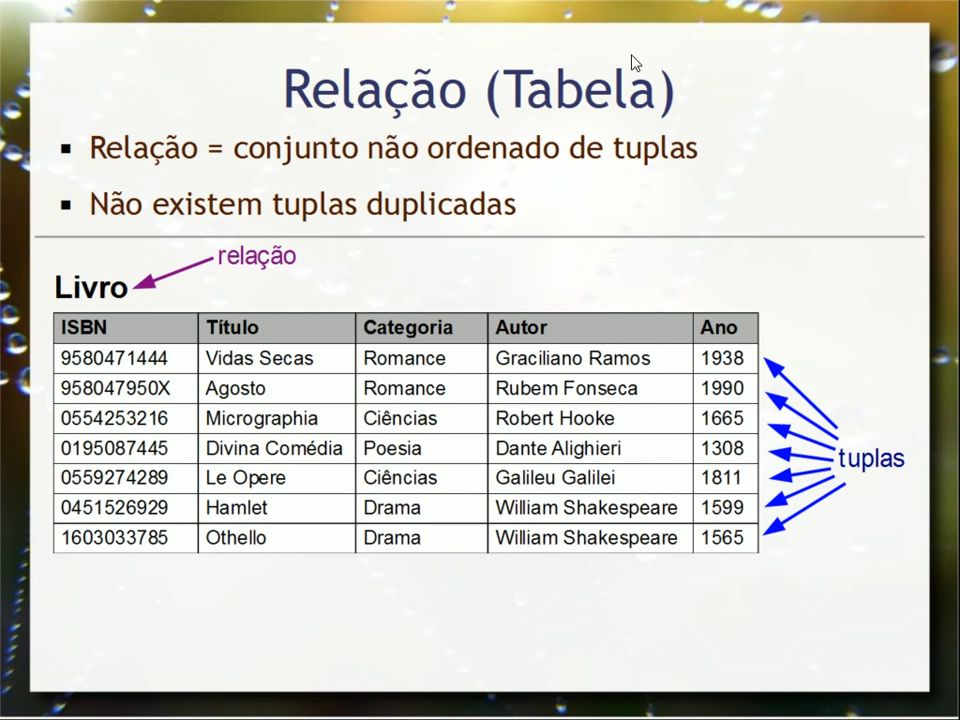 Relação (Tabela)
▪ Relação = conjunto não ordenado de tuplas
▪ Não existem tuplas duplicadas
relação
Livro
ISBN Título Categoria Autor Ano
9580471444 Vidas Secas Romance Graciliano Ramos 1938
958047950X Agosto Romance Rubem Fonseca 1990
0554253216 Micrographia Ciências Robert Hooke 1665
0195087445 Divina Comédia Poesia Dante Alighieri 1308
0559274289 Le Opere Ciências Galileu Galilei 1811
0451526929 Hamlet Drama William Shakespeare 1599
1603033785 Othello Drama William Shakespeare 1565
tuplas